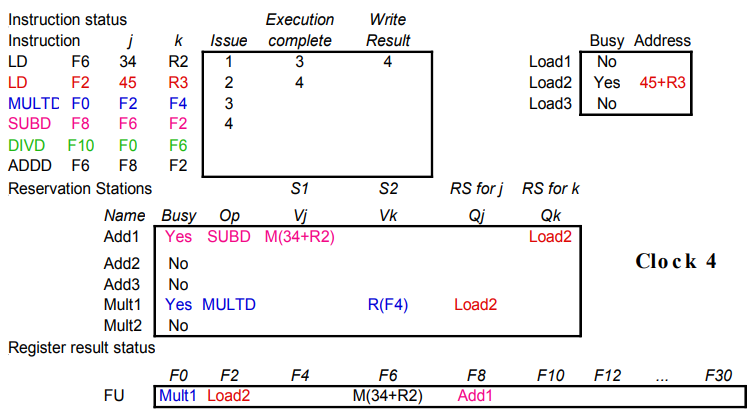 Instruction status Execution Write
Instruction j k Issue complete Result Busy Address
LD F6 34 R2 1 3 4 Load1 No
LD F2 45 R3 2 4 Load2 Yes 45+R3
MULTD F0 F2 F4 3 Load3 No
SUBD F8 F6 F2 4
DIVD F10 F0 F6
ADDD F6 F8 F2
Reservation Stations S1 S2 RS for j RS for k
Name Busy Op Vj Vk Qj Qk
Add1 Yes SUBD M(34+R2) Load2
Add2 No Clock 4
Add3 No
Mult1 Yes MULTD R(F4) Load2
Mult2 No
Register result status
F0 F2 F4 F6 F8 F10 F12 ... F30
FU Mult1 Load2 M(34+R2) Add1